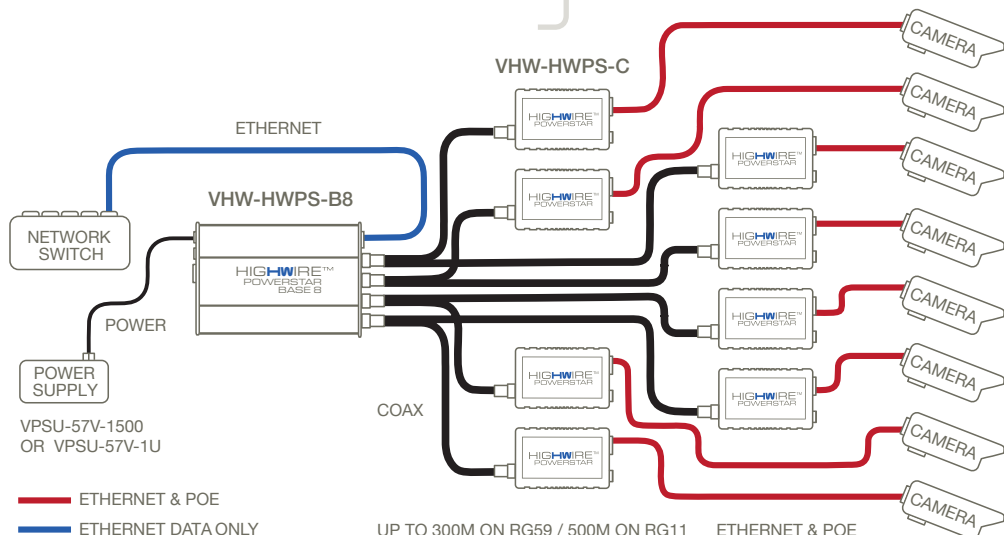 VHW-HWPS-C
CAMERA
HIGHWIRE™
POWERSTAR
CAMERA
ETHERNET
HIGHWIRE™
POWERSTAR
CAMERA
HIGHWIRE™
POWERSTAR
VHW-HWPS-B8
NETWORK
SWITCH
HIGHWIRE™
POWERSTAR
CAMERA
HIGHWIRE™
POWERSTAR
BASE 8
POWER
HIGHWIRE™
POWERSTAR
CAMERA
POWER
SUPPLY
HIGHWIRE™
POWERSTAR
HIGHWIRE™
POWERSTAR
CAMERA
COAX
VPSU-57V-1500
OR VPSU-57V-1U
HIGHWIRE™
POWERSTAR
CAMERA
ETHERNET & POE
CAMERA
ETHERNET DATA ONLY
UP TO 300M ON RG59 / 500M ON RG11
ETHERNET & POE